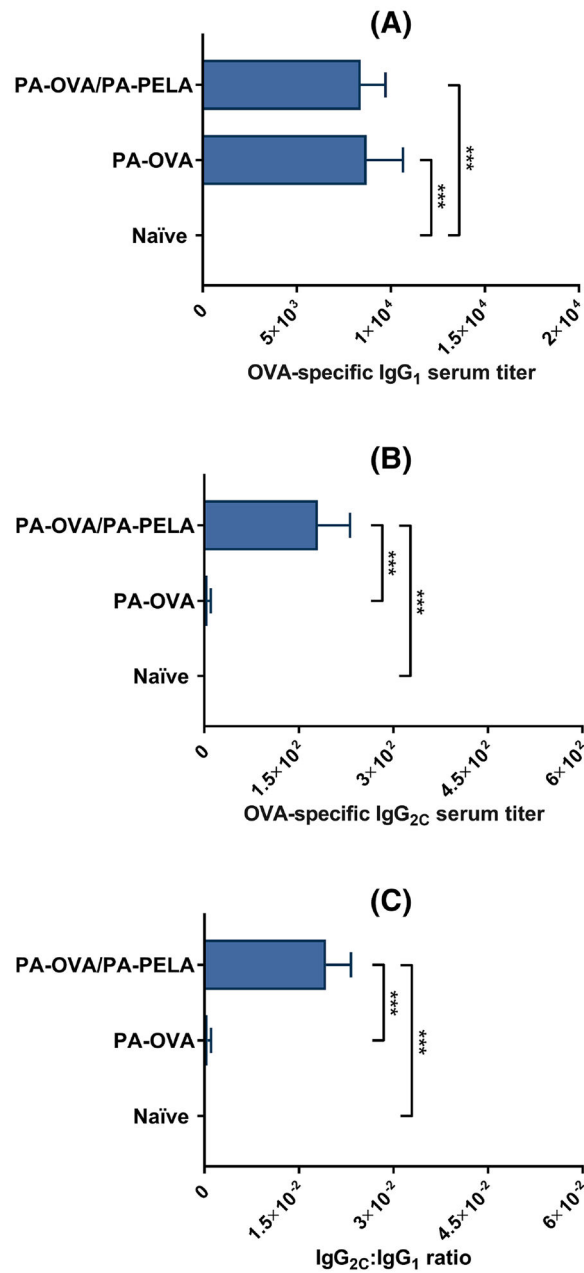 (A)
PA-OVA/PA-PELA
PA-OVA
Naïve
***
***
0
5×10³
1×10⁴
1.5×10⁴
2×10⁴
OVA-specific IgG₁ serum titer
(B)
PA-OVA/PA-PELA
PA-OVA
Naïve
***
***
0
1.5×10²
3×10²
4.5×10²
6×10²
OVA-specific IgG₂C serum titer
(C)
PA-OVA/PA-PELA
PA-OVA
Naïve
***
***
0
1.5×10⁻²
3×10⁻²
4.5×10⁻²
6×10⁻²
IgG₂C:IgG₁ ratio